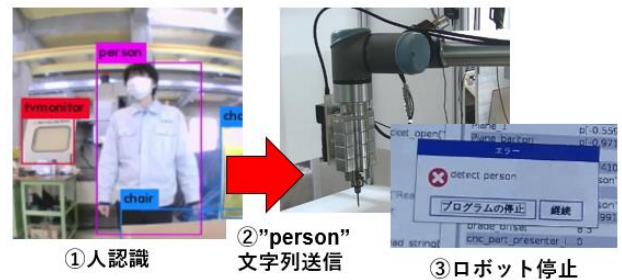 person
tvmonitor
chair
①人認識
②”person”
文字列送信
エラー
detect person
プログラムの停止
継続
③ロボット停止